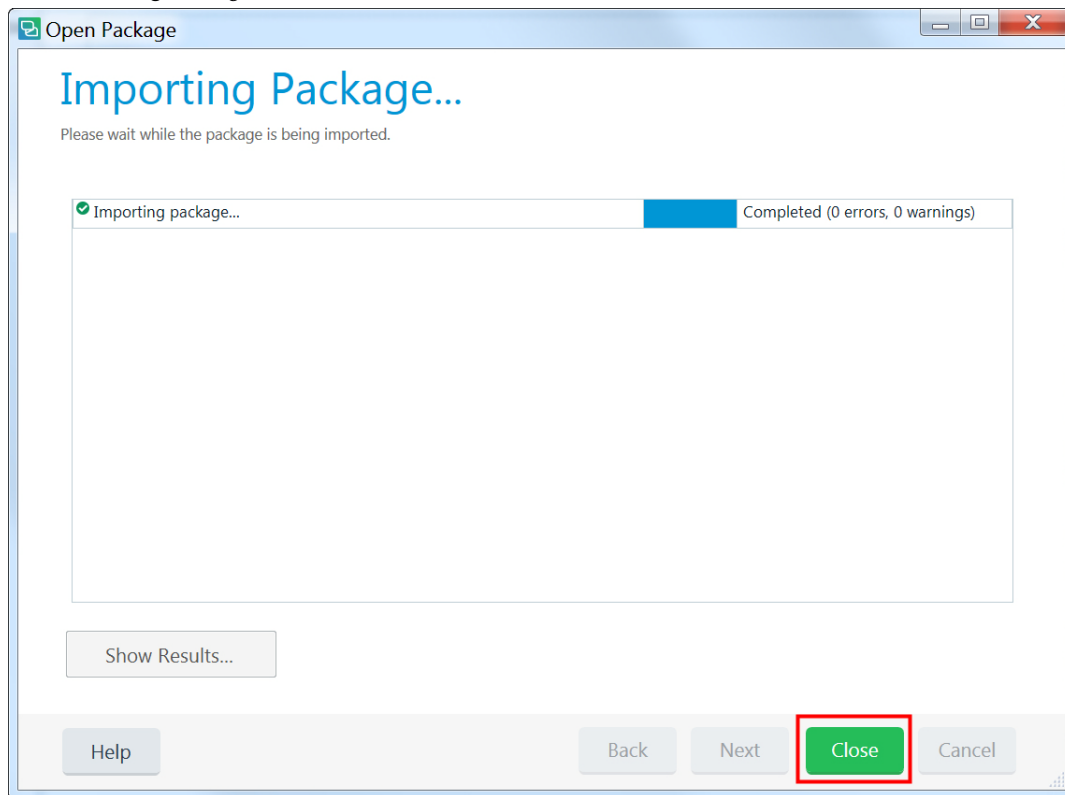 Open Package
Importing Package...
Please wait while the package is being imported.
Importing package... Completed (0 errors, 0 warnings)
Show Results...
Help Back Next Close Cancel